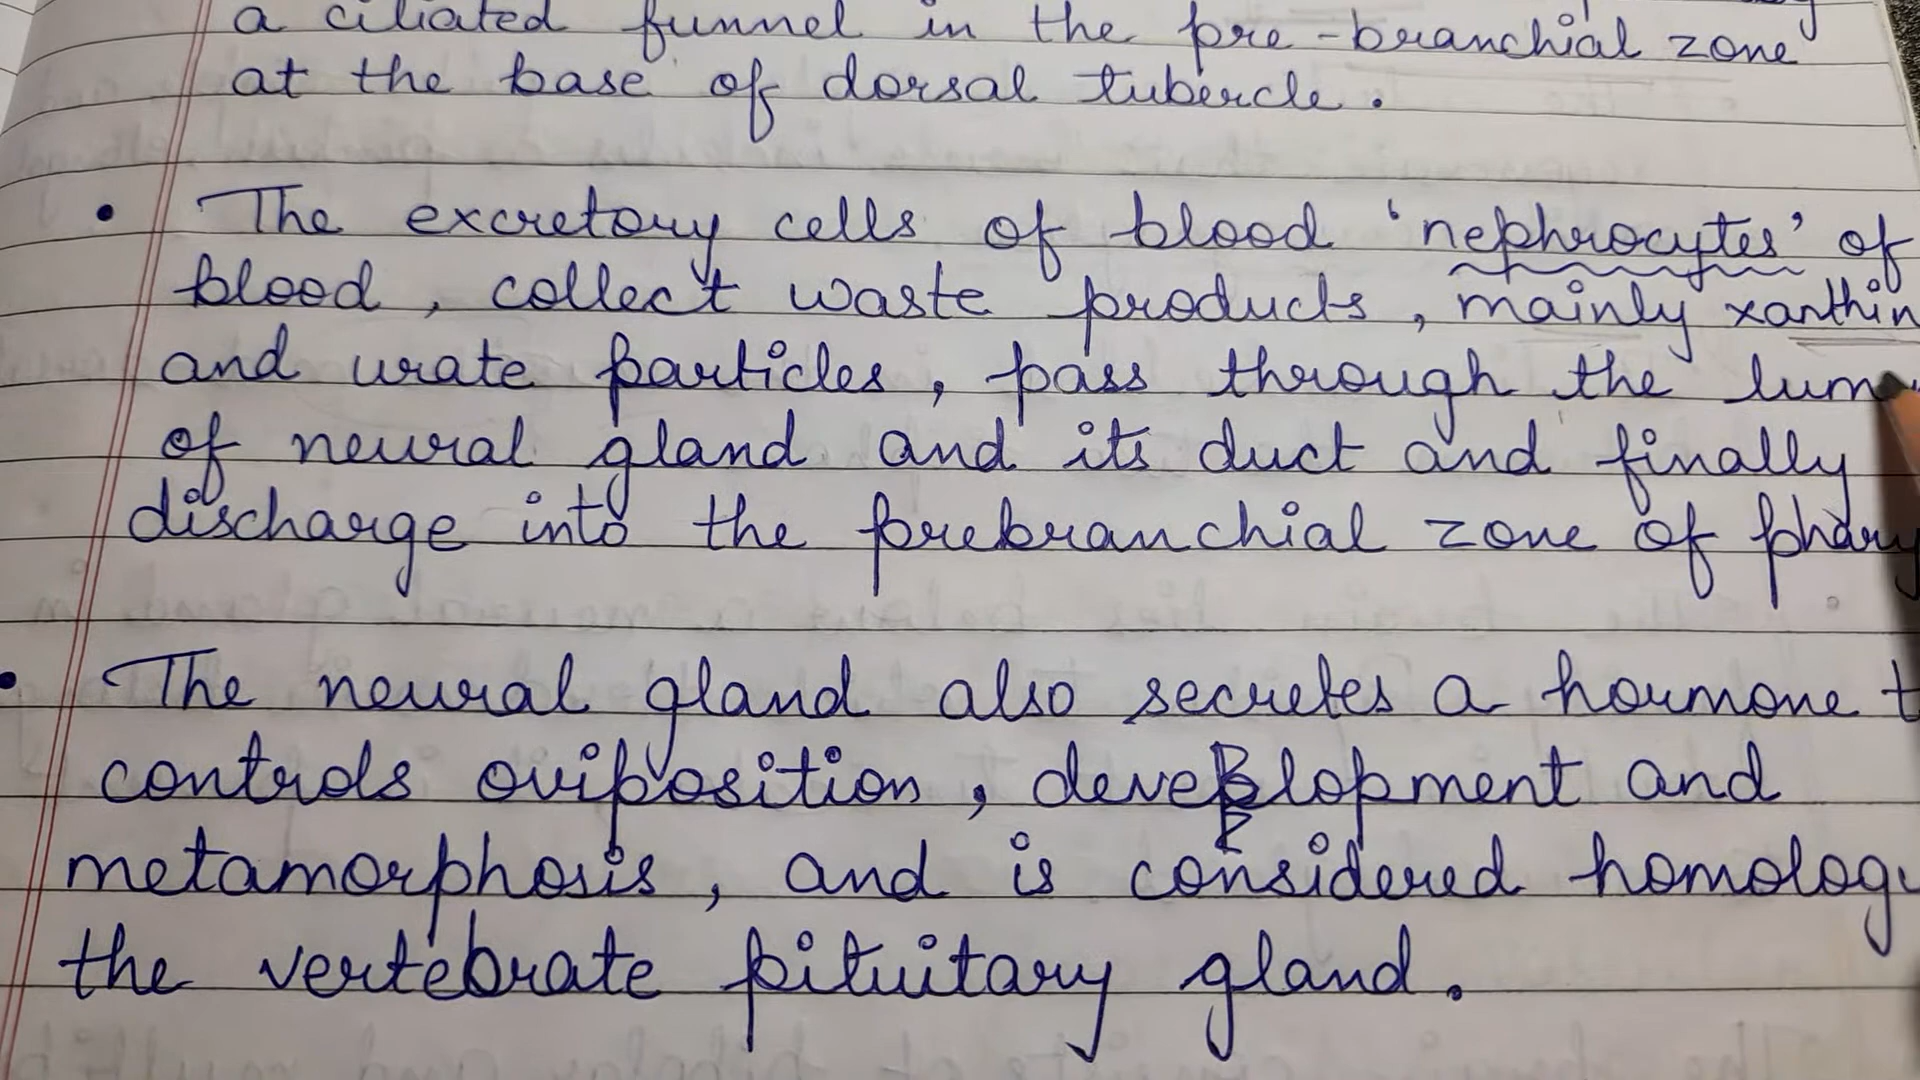 a ciliated funnel in the pre-branchial zone
at the base of dorsal tubercle.
• The excretory cells of blood 'nephrocytes' of
blood, collect waste products, mainly xanthin
and urate particles, pass through the lum
of neural gland and its duct and finally
discharge into the prebranchial zone of phary
• The neural gland also secretes a hormone t
controls oviposition, development and
metamorphosis, and is considered homolog
the vertebrate pituitary gland.